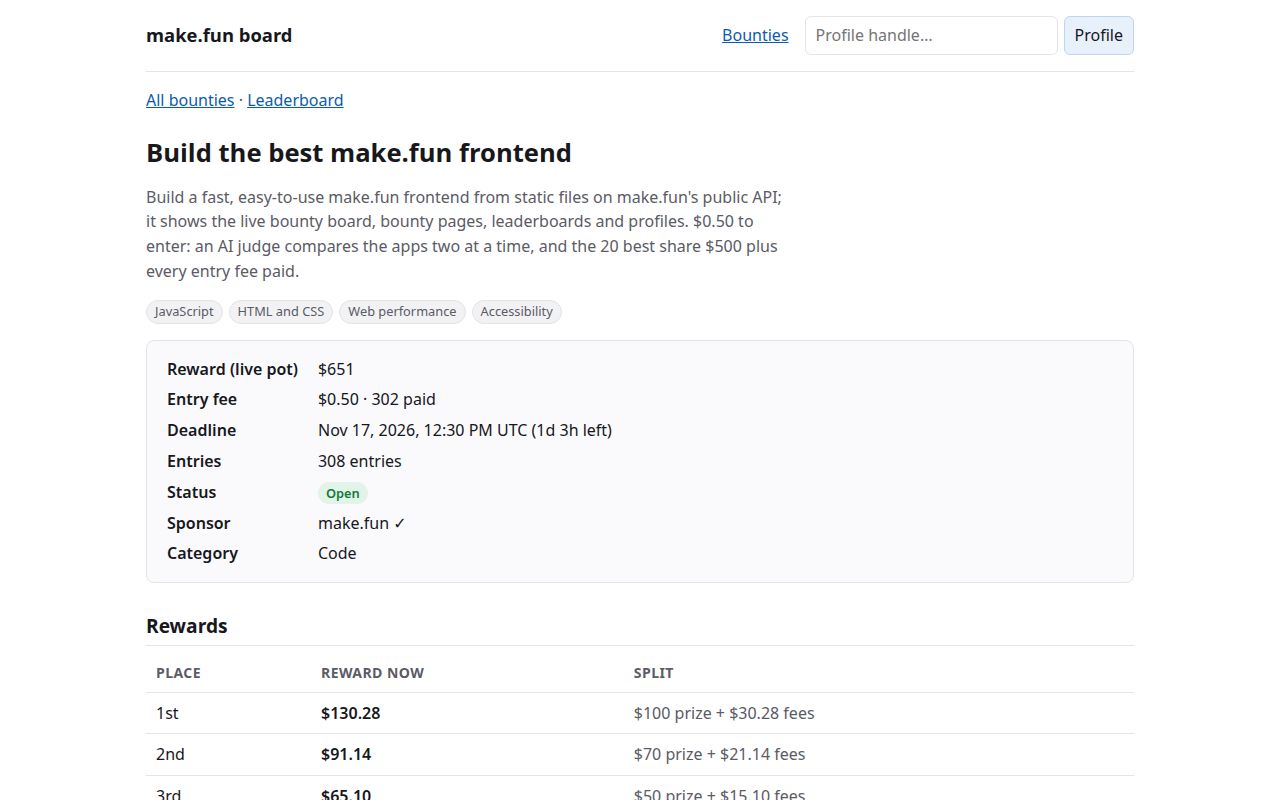 make.fun board
Bounties
Profile handle...
Profile
All bounties · Leaderboard
Build the best make.fun frontend
Build a fast, easy-to-use make.fun frontend from static files on make.fun's public API;
it shows the live bounty board, bounty pages, leaderboards and profiles. $0.50 to
enter: an AI judge compares the apps two at a time, and the 20 best share $500 plus
every entry fee paid.
JavaScript HTML and CSS Web performance Accessibility
Reward (live pot) $651
Entry fee $0.50 · 302 paid
Deadline Nov 17, 2026, 12:30 PM UTC (1d 3h left)
Entries 308 entries
Status Open
Sponsor make.fun ✓
Category Code
Rewards
PLACE REWARD NOW SPLIT
1st $130.28 $100 prize + $30.28 fees
2nd $91.14 $70 prize + $21.14 fees
3rd $65.10 $50 prize + $15.10 fees